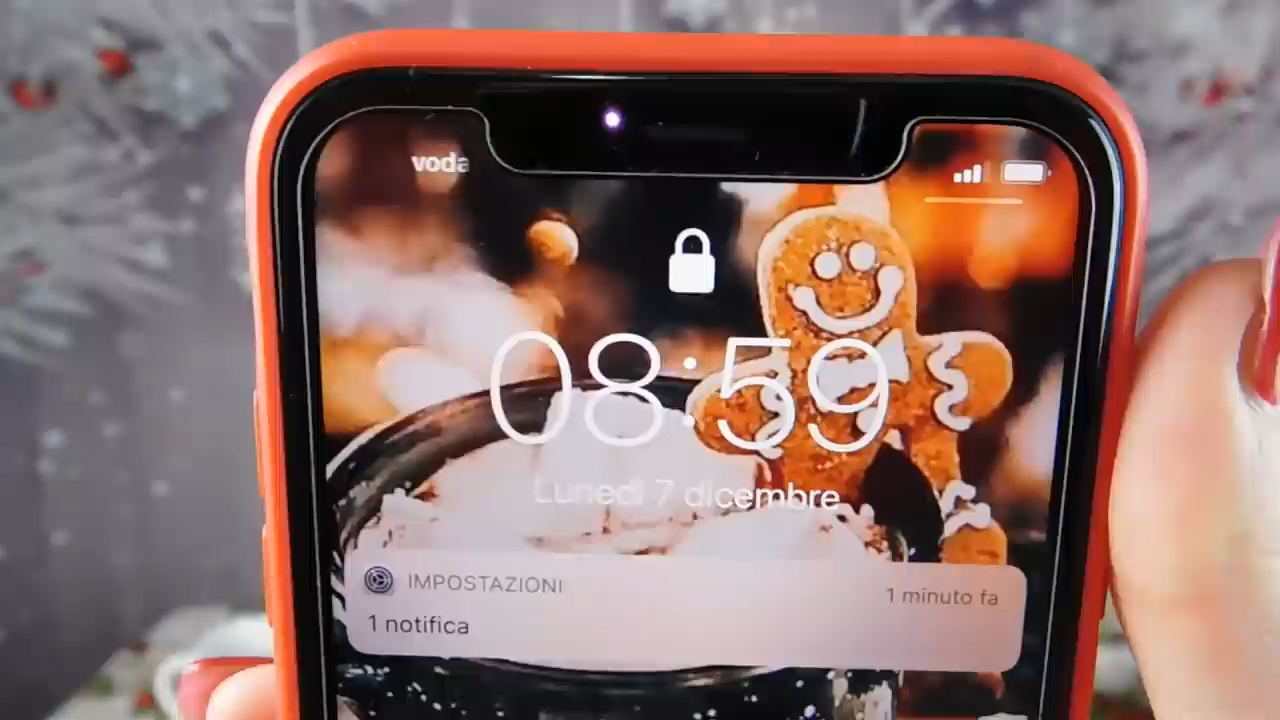 voda
08:59
Lunedì 7 dicembre
IMPOSTAZIONI
1 minuto fa
1 notifica